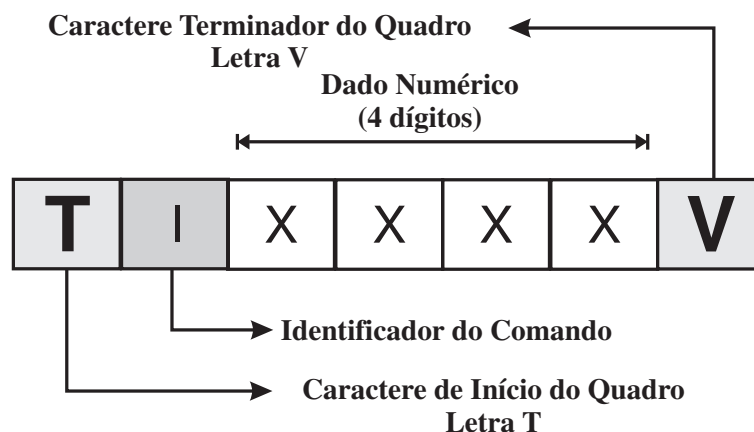 Caractere Terminador do Quadro
Letra V
Dado Numérico
(4 dígitos)
T I X X X X V
Identificador do Comando
Caractere de Início do Quadro
Letra T